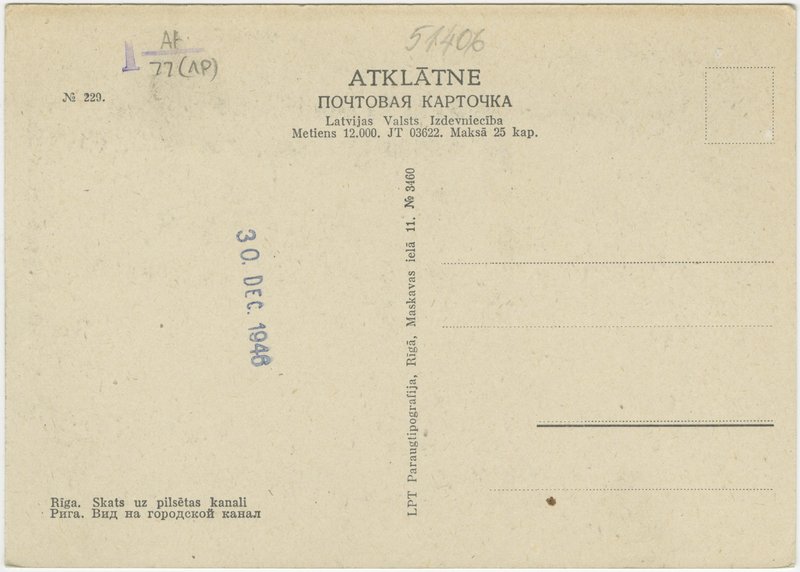 51406
АР
77 (ЛР)
№ 229.
ATKLĀTNE
ПОЧТОВАЯ КАРТОЧКА
Latvijas Valsts Izdevniecība
Metiens 12.000. JT 03622. Maksā 25 kap.
LPT Paraugtipografija, Rīgā, Maskavas ielā 11. № 3460
30. DEC. 1948
Rīga. Skats uz pilsētas kanali
Рига. Вид на городской канал